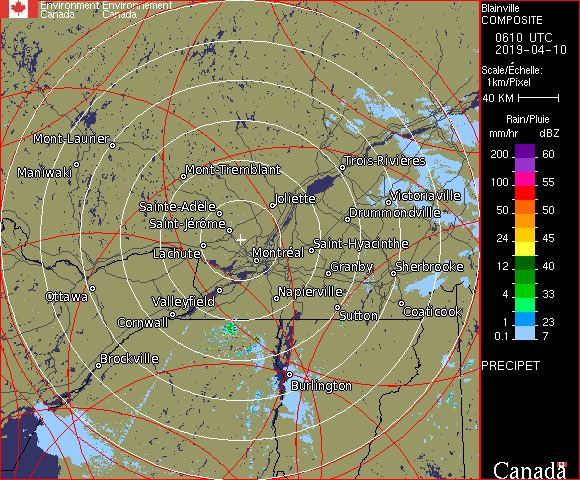 Environment Environnement
Canada Canada
Blainville
COMPOSITE
0610 UTC
2019-04-10
Scale/Échelle:
1km/Pixel
40 KM
Rain/Pluie
mm/hr dBZ
200 60
150 57
100 55
50 50
24 45
12 40
4 33
1 23
0.1 7
PRECIPET
Canada
Mont-Laurier
Maniwaki
Mont-Tremblant
Trois-Rivières
Joliette
Victoriaville
Sainte-Adèle
Drummondville
Saint-Jérôme
Saint-Hyacinthe
Lachute
Montréal
Granby
Sherbrooke
Ottawa
Valleyfield
Napierville
Coaticook
Sutton
Cornwall
Brockville
Burlington